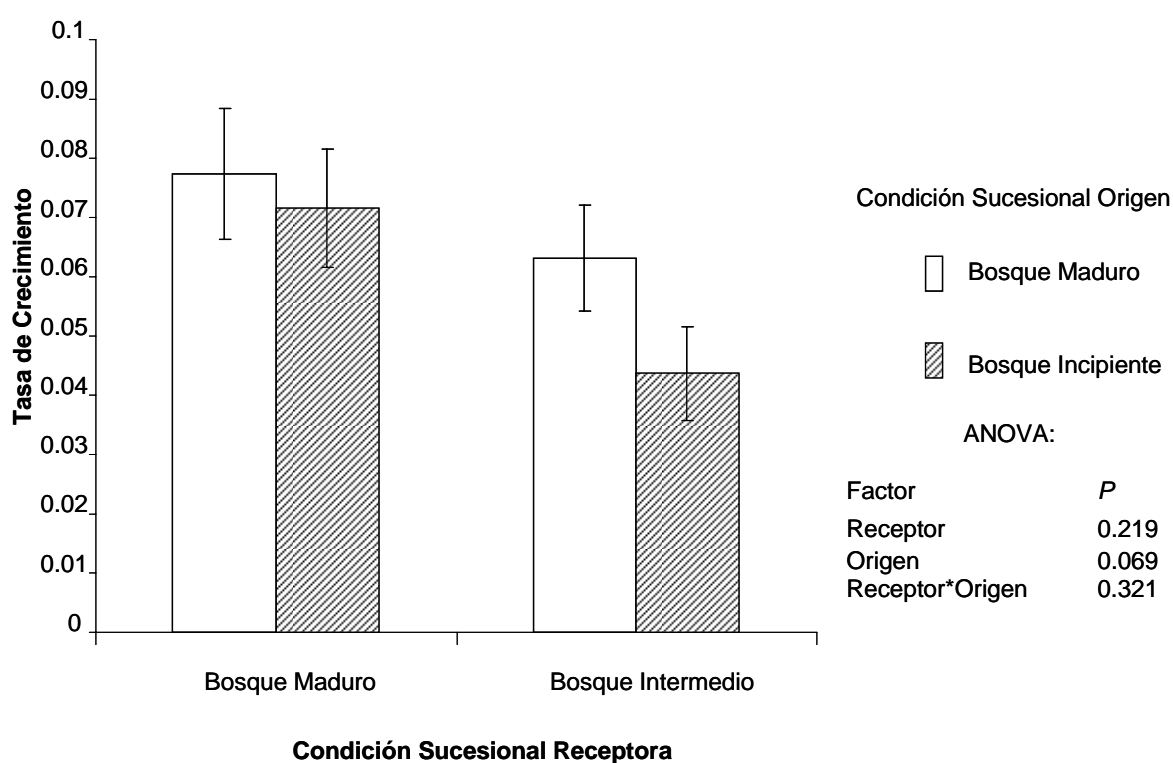 0.1
0.09
0.08
0.07
0.06
0.05
0.04
0.03
0.02
0.01
0
Tasa de Crecimiento
Bosque Maduro
Bosque Intermedio
Condición Sucesional Receptora
Condición Sucesional Origen
Bosque Maduro
Bosque Incipiente
ANOVA:
Factor P
Receptor 0.219
Origen 0.069
Receptor*Origen 0.321